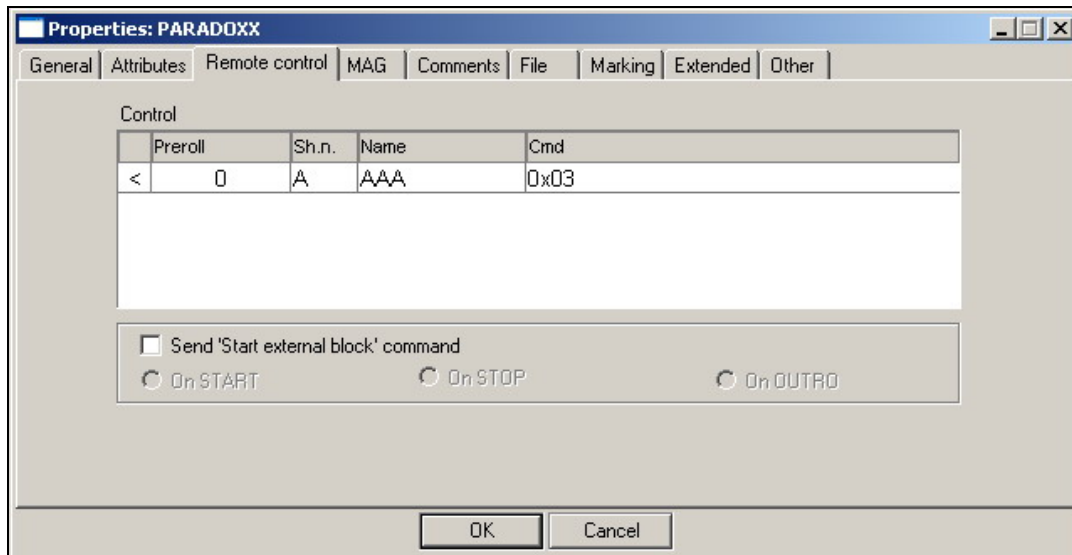 Properties: PARADOXX
General Attributes Remote control MAG Comments File Marking Extended Other
Control
Preroll Sh.n. Name Cmd
< 0 A AAA 0x03
Send 'Start external block' command
On START On STOP On OUTRO
OK Cancel